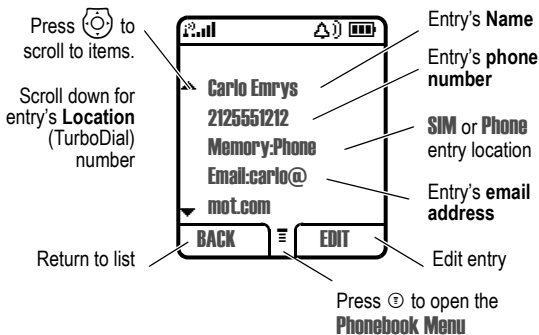 Press to
scroll to items.
Scroll down for
entry's Location
(TurboDial)
number
Return to list
Carlo Emrys
2125551212
Memory:Phone
Email:carlo@
mot.com
BACK
EDIT
Entry's Name
Entry's phone
number
SIM or Phone
entry location
Entry's email
address
Edit entry
Press to open the
Phonebook Menu